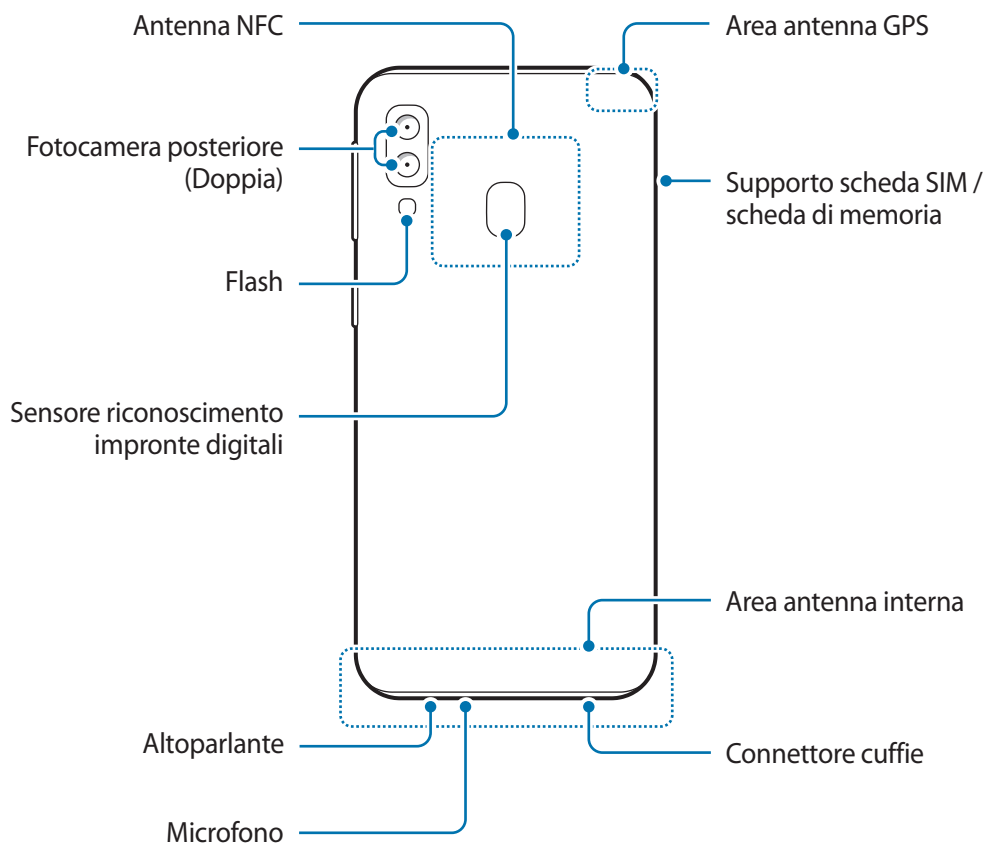 Antenna NFC
Area antenna GPS
Fotocamera posteriore
(Doppia)
Supporto scheda SIM /
scheda di memoria
Flash
Sensore riconoscimento
impronte digitali
Area antenna interna
Altoparlante
Connettore cuffie
Microfono